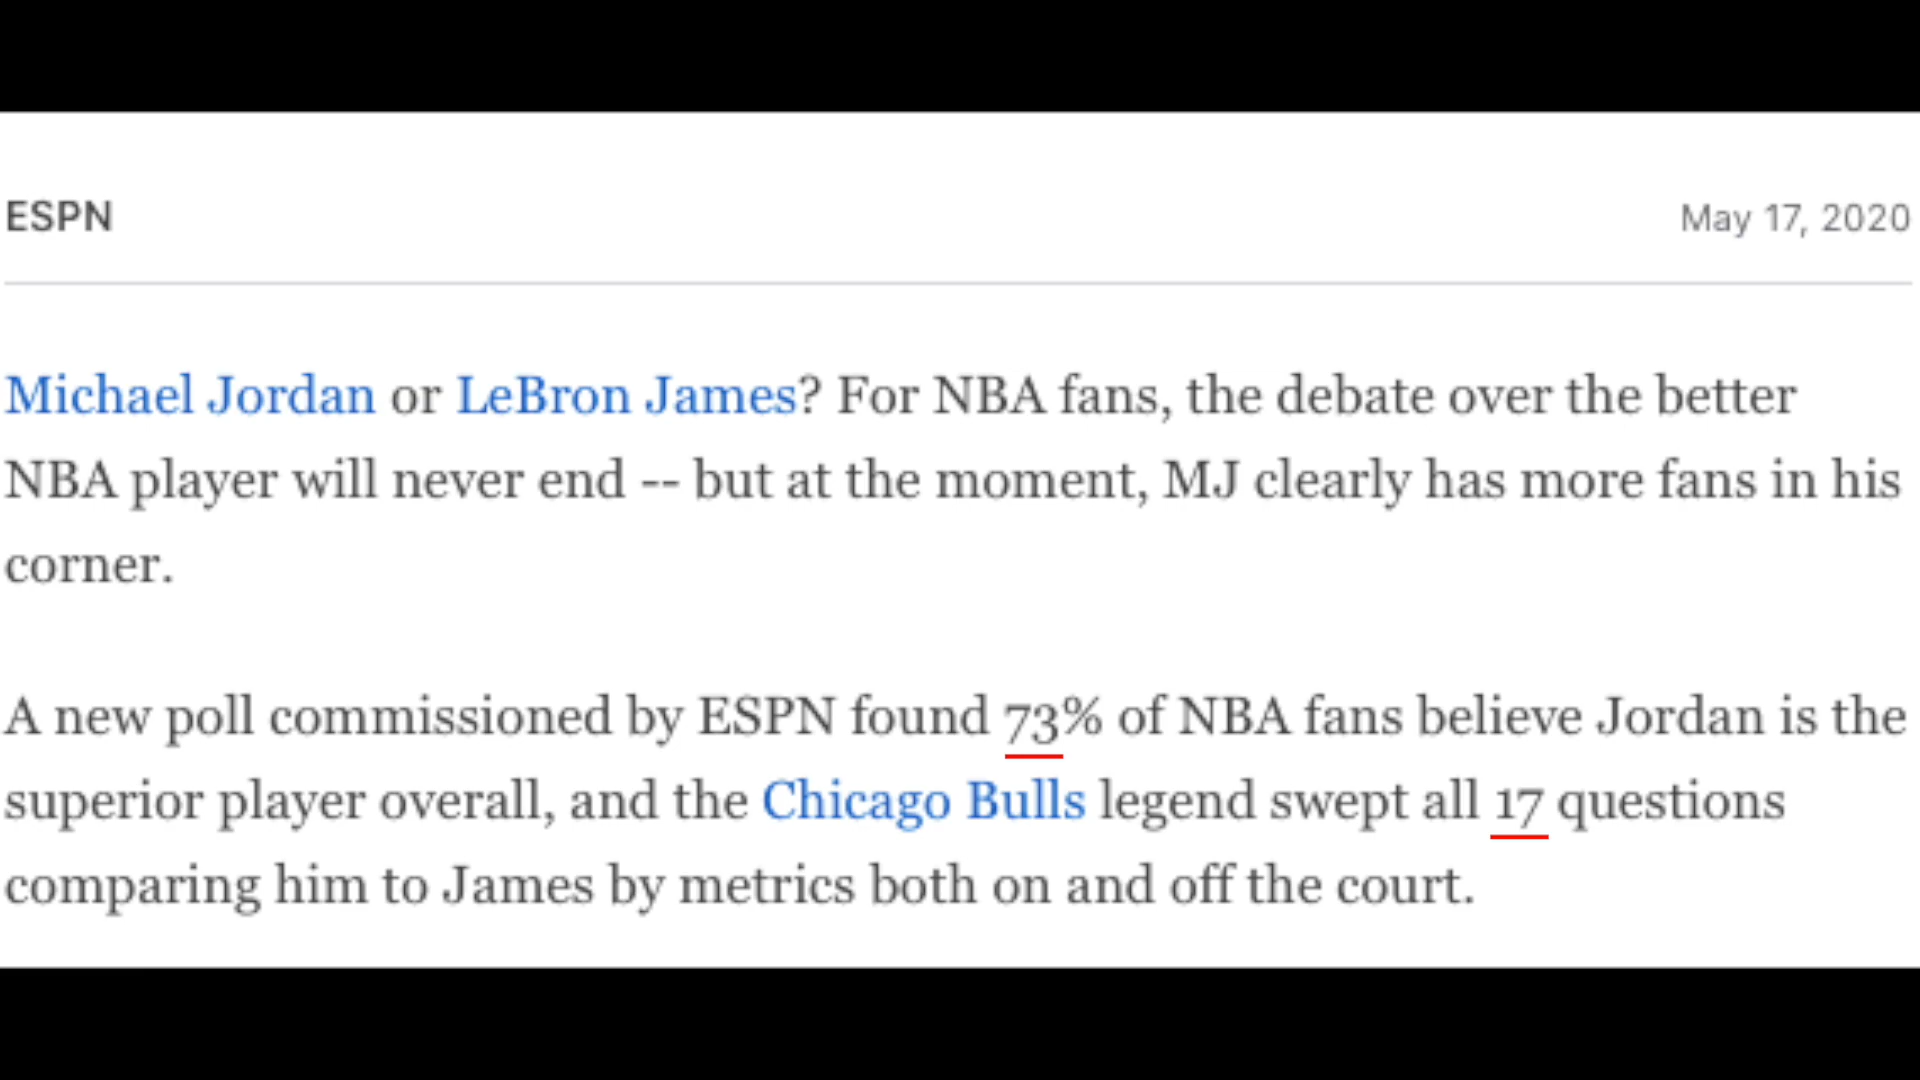 ESPN
May 17, 2020
Michael Jordan or LeBron James? For NBA fans, the debate over the better
NBA player will never end -- but at the moment, MJ clearly has more fans in his
corner.
A new poll commissioned by ESPN found 73% of NBA fans believe Jordan is the
superior player overall, and the Chicago Bulls legend swept all 17 questions
comparing him to James by metrics both on and off the court.